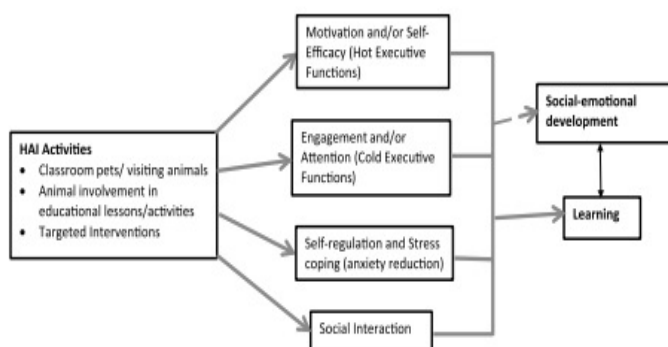 Motivation and/or Self-
Efficacy (Hot Executive
Functions)
Social-emotional
development
HAI Activities
• Classroom pets/ visiting animals
• Animal involvement in
educational lessons/activities
• Targeted Interventions
Engagement and/or
Attention (Cold Executive
Functions)
Learning
Self-regulation and Stress
coping (anxiety reduction)
Social Interaction